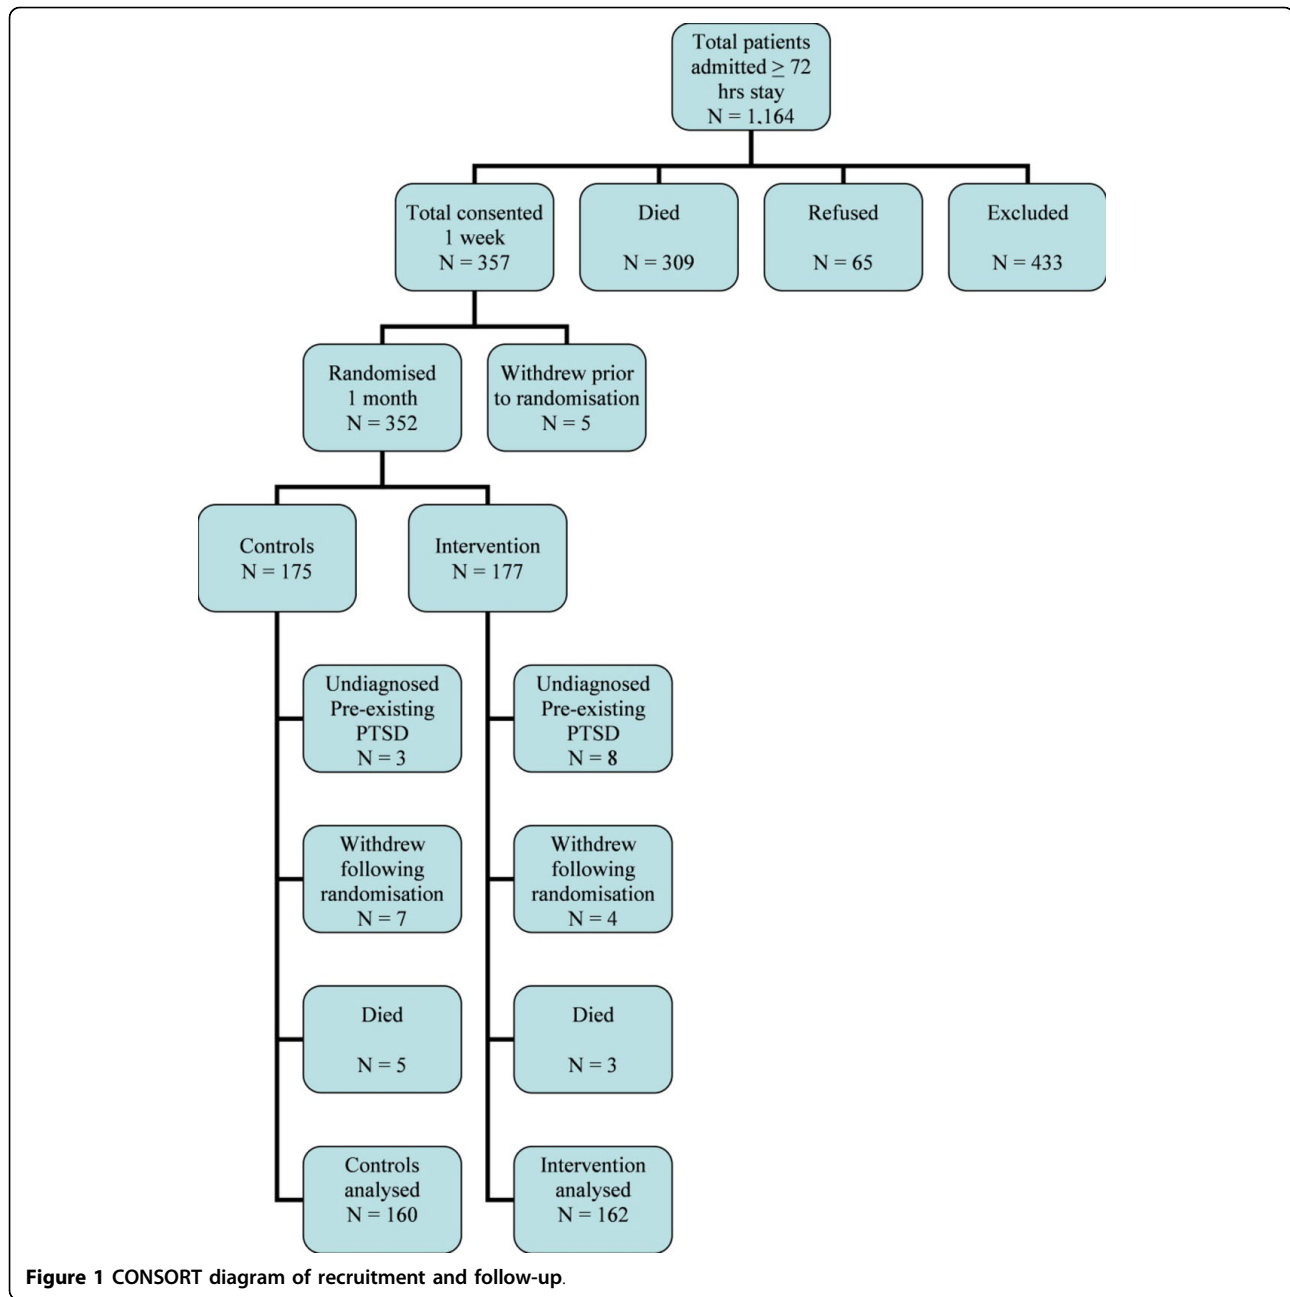 Total patients
admitted ≥ 72
hrs stay
N = 1,164
Total consented
1 week
N = 357
Died
N = 309
Refused
N = 65
Excluded
N = 433
Randomised
1 month
N = 352
Withdrew prior
to randomisation
N = 5
Controls
N = 175
Intervention
N = 177
Undiagnosed
Pre-existing
PTSD
N = 3
Undiagnosed
Pre-existing
PTSD
N = 8
Withdrew
following
randomisation
N = 7
Withdrew
following
randomisation
N = 4
Died
N = 5
Died
N = 3
Controls
analysed
N = 160
Intervention
analysed
N = 162
Figure 1 CONSORT diagram of recruitment and follow-up.